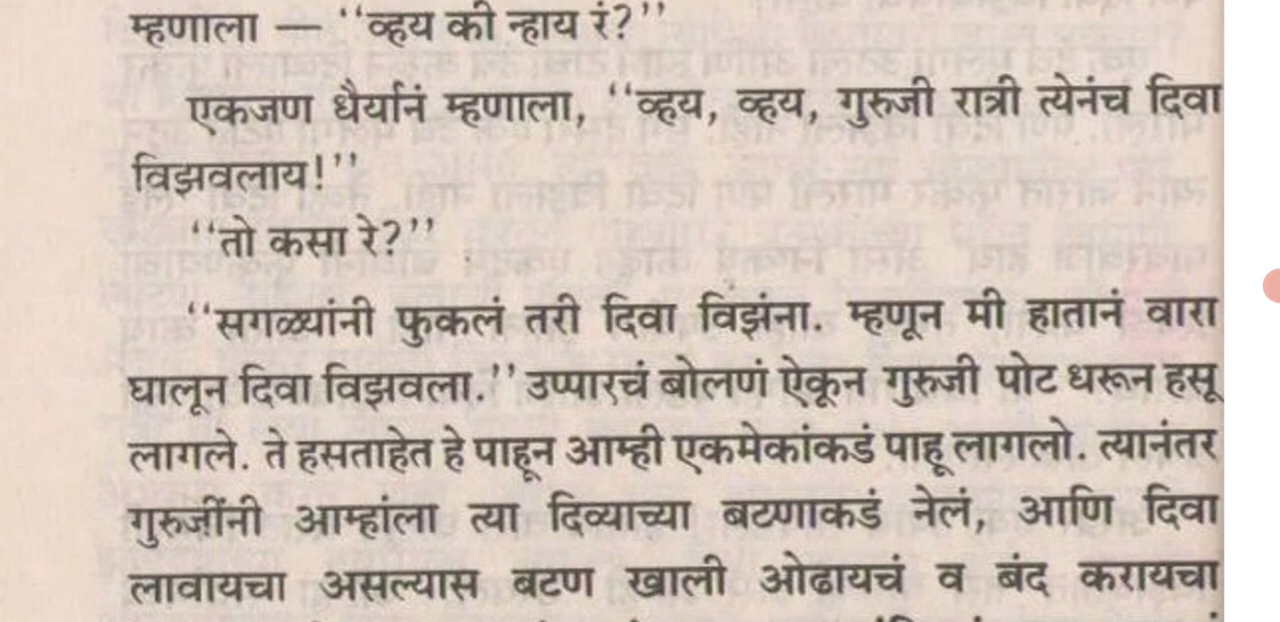 म्हणाला — ‘‘व्हय की न्हाय रं?’’
एकजण धैर्यानं म्हणाला, ‘‘व्हय, व्हय, गुरुजी रात्री त्येनंच दिवा
विझवलाय!’’
‘‘तो कसा रे?’’
‘‘सगळ्यांनी फुकलं तरी दिवा विझंना. म्हणून मी हातानं वारा
घालून दिवा विझवला.’’ उप्पारचं बोलणं ऐकून गुरुजी पोट धरून हसू
लागले. ते हसताहेत हे पाहून आम्ही एकमेकांकडं पाहू लागलो. त्यानंतर
गुरुजींनी आम्हांला त्या दिव्याच्या बटणाकडं नेलं, आणि दिवा
लावायचा असल्यास बटण खाली ओढायचं व बंद करायचा